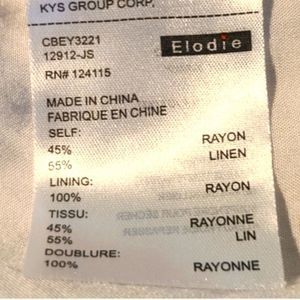 KYS GROUP CORP.
CBEY3221
12912-JS
Elodie
RN# 124115
MADE IN CHINA
FABRIQUE EN CHINE
SELF:
45% RAYON
55% LINEN
LINING:
100% RAYON
TISSU:
45% RAYONNE
55% LIN
DOUBLURE:
100% RAYONNE